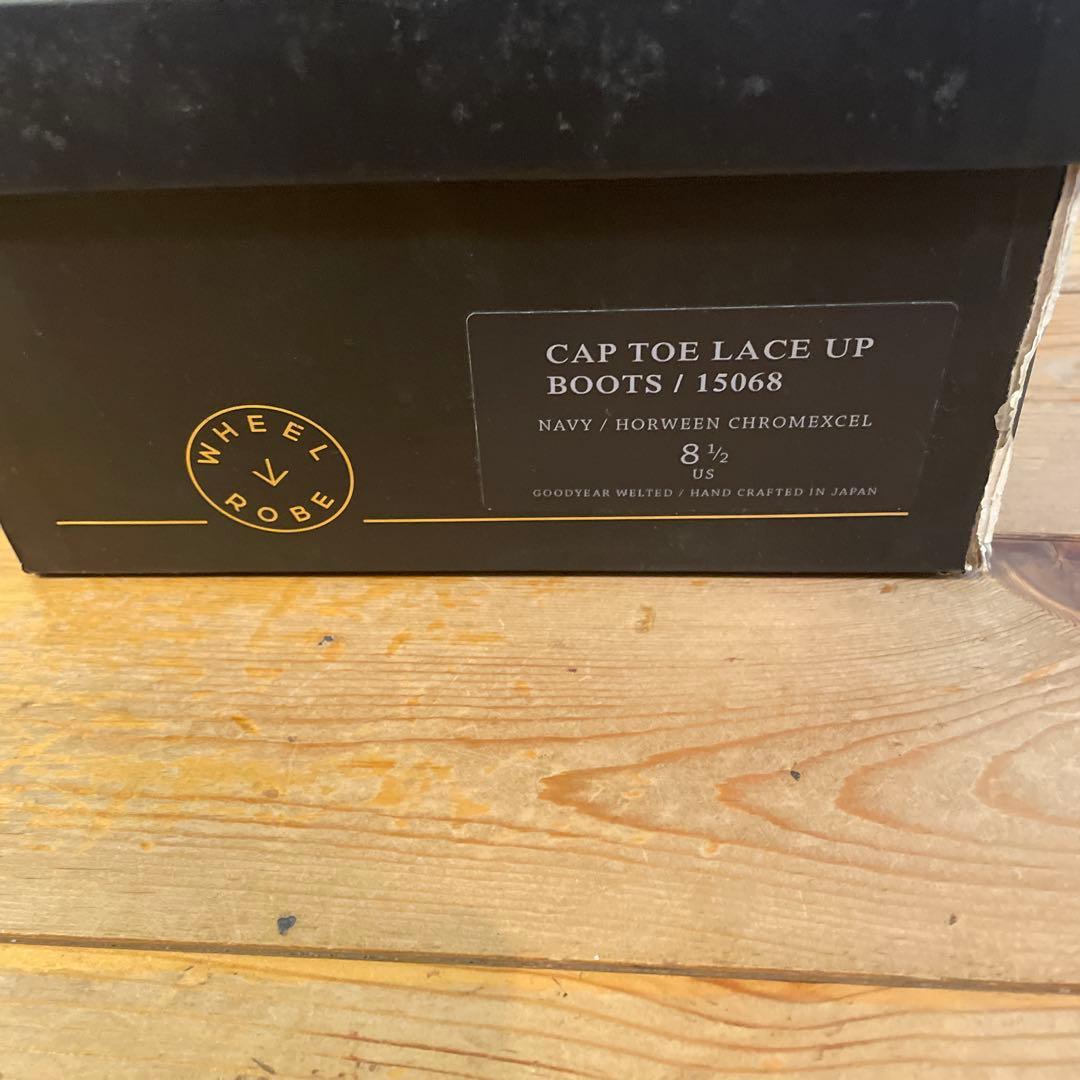 WHEEL
ROBE
CAP TOE LACE UP
BOOTS / 15068
NAVY / HORWEEN CHROMEXCEL
8 ½
US
GOODYEAR WELTED / HAND CRAFTED IN JAPAN